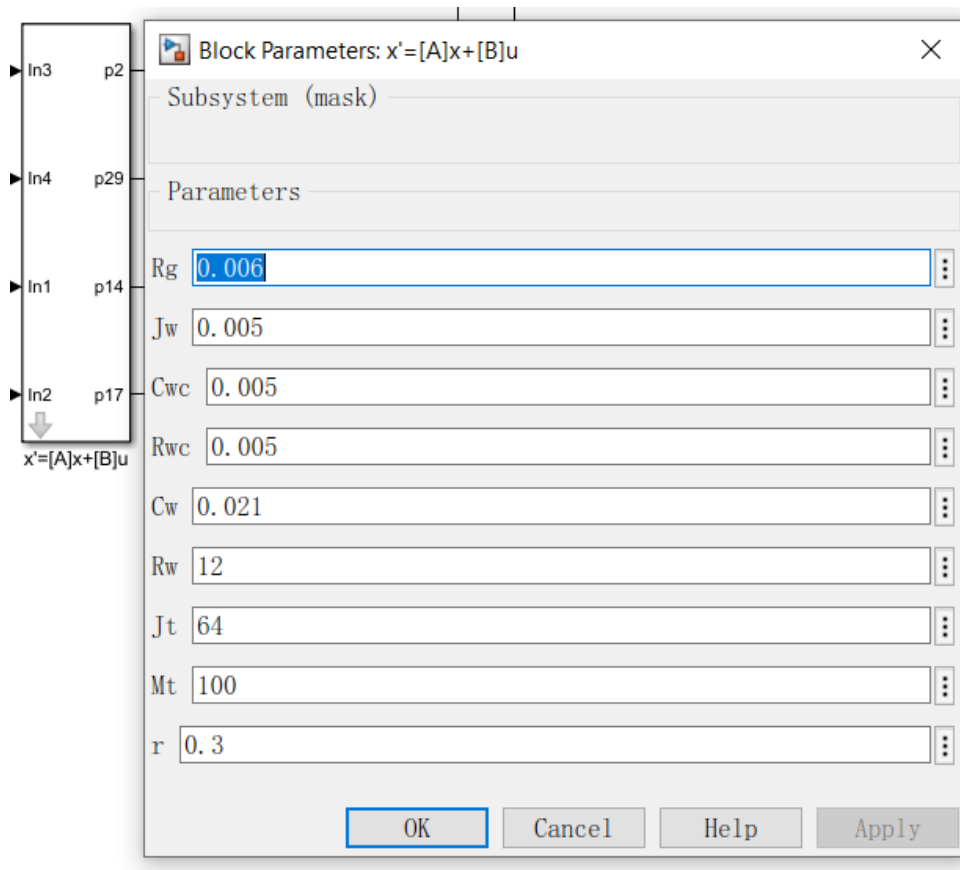 In3 p2
In4 p29
In1 p14
In2 p17
x'=[A]x+[B]u
Block Parameters: x'=[A]x+[B]u
Subsystem (mask)
Parameters
Rg 0.006
Jw 0.005
Cwc 0.005
Rwc 0.005
Cw 0.021
Rw 12
Jt 64
Mt 100
r 0.3
OK Cancel Help Apply